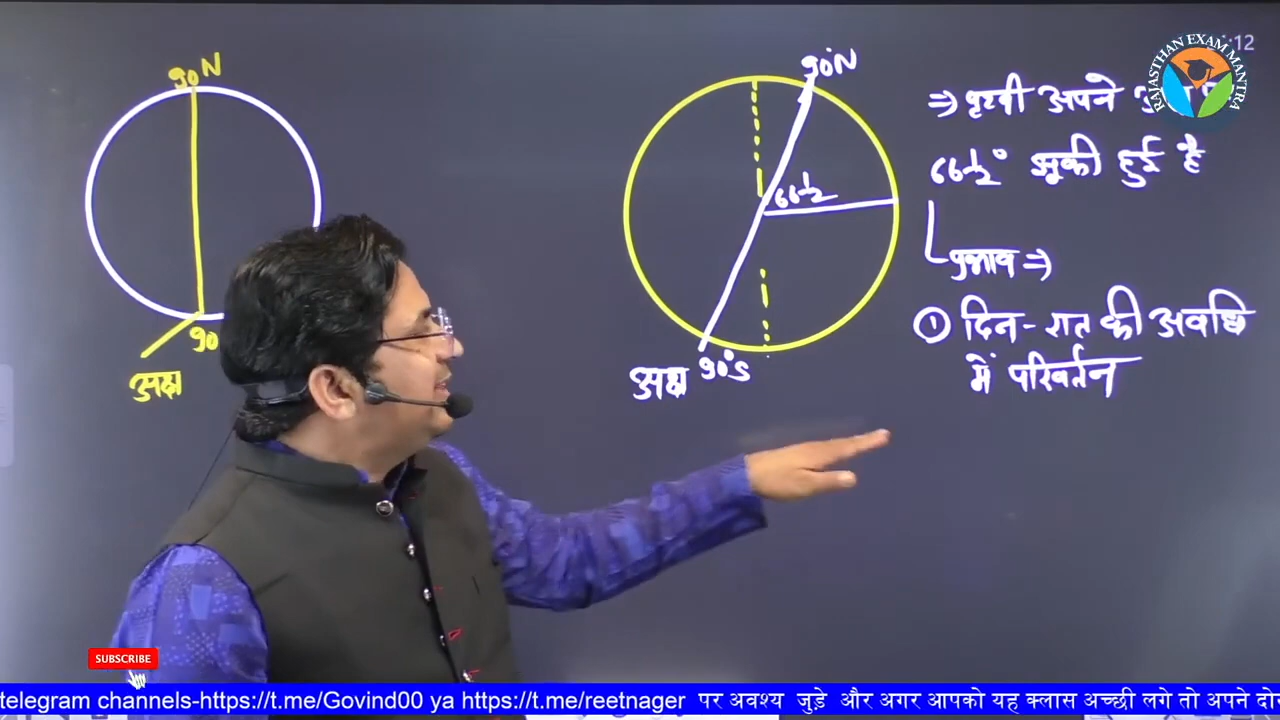 90N
90
अक्ष
90°N
66½
अक्ष 90°S
⇒ पृथ्वी अपने
66½° झूकी हुई है
प्रभाव ⇒
① दिन-रात की अवधि
में परिवर्तन
RAJASTHAN EXAM MANTRA
:12
SUBSCRIBE
telegram channels-https://t.me/Govind00 ya https://t.me/reetnager पर अवश्य जुड़े और अगर आपको यह क्लास अच्छी लगे तो अपने दो